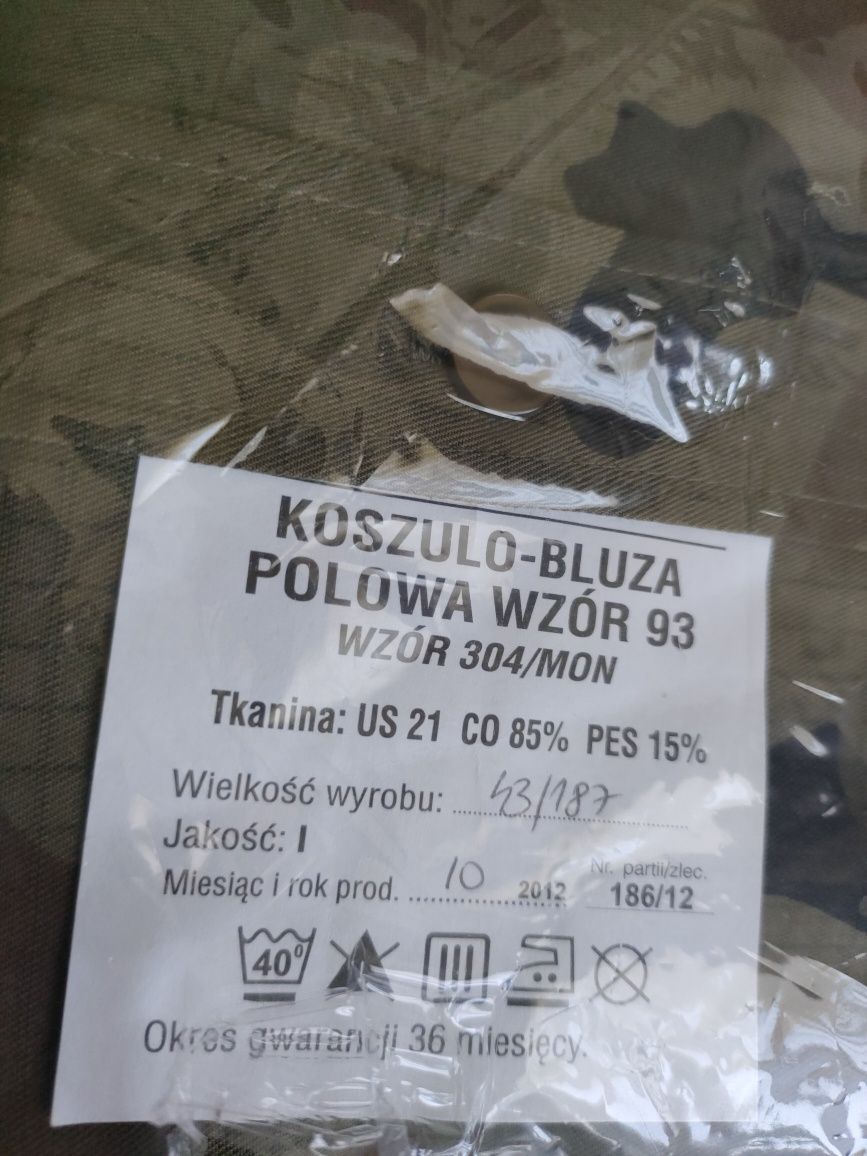 KOSZULO-BLUZA
POLOWA WZÓR 93
WZÓR 304/MON
Tkanina: US 21 CO 85% PES 15%
Wielkość wyrobu: ........ 43/187 ........
Jakość: I
Miesiąc i rok prod. ..... 10 ..... 2012
Nr. partii/zlec.
186/12
40°
Okres gwarancji 36 miesięcy.